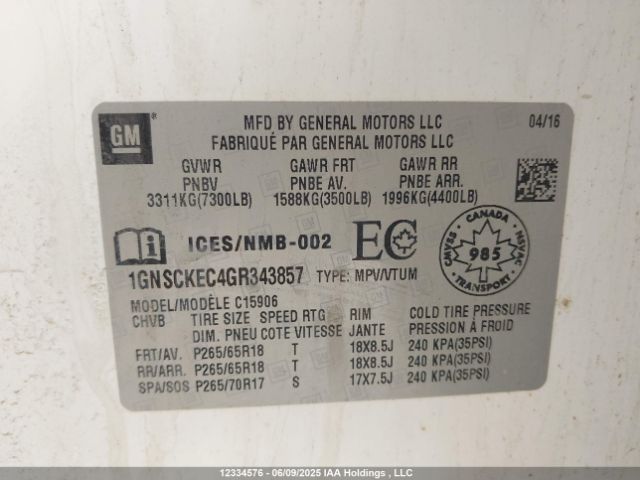 GM
®
MFD BY GENERAL MOTORS LLC
04/16
FABRIQUÉ PAR GENERAL MOTORS LLC
GVWR GAWR FRT GAWR RR
PNBV PNBE AV. PNBE ARR.
3311KG(7300LB) 1588KG(3500LB) 1996KG(4400LB)
ICES/NMB-002 EC
CANADA
CMVSS 985 NSVAC
TRANSPORT
1GNSCKEC4GR343857 TYPE: MPV/VTUM
MODEL/MODÈLE C15906
CHVB TIRE SIZE SPEED RTG RIM COLD TIRE PRESSURE
DIM. PNEU COTE VITESSE JANTE PRESSION À FROID
FRT/AV. P265/65R18 T 18X8.5J 240 KPA(35PSI)
RR/ARR. P265/65R18 T 18X8.5J 240 KPA(35PSI)
SPA/SOS P265/70R17 S 17X7.5J 240 KPA(35PSI)
12334576 - 06/09/2025 IAA Holdings , LLC